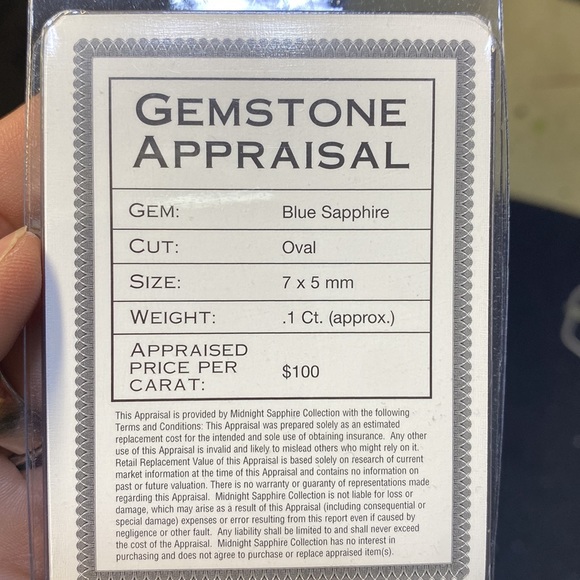 GEMSTONE
APPRAISAL
GEM: Blue Sapphire
CUT: Oval
SIZE: 7 x 5 mm
WEIGHT: .1 Ct. (approx.)
APPRAISED
PRICE PER
CARAT: $100
This Appraisal is provided by Midnight Sapphire Collection with the following
Terms and Conditions: This Appraisal was prepared solely as an estimated
replacement cost for the intended and sole use of obtaining insurance. Any other
use of this Appraisal is invalid and likely to mislead others who might rely on it.
Retail Replacement Value of this Appraisal is based solely on research of current
market information at the time of this Appraisal and contains no information on
past or future valuation. There is no warranty or guaranty of representations made
regarding this Appraisal. Midnight Sapphire Collection is not liable for loss or
damage, which may arise as a result of this Appraisal (including consequential or
special damage) expenses or error resulting from this report even if caused by
negligence or other fault. Any liability shall be limited to and shall never exceed
the cost of the Appraisal. Midnight Sapphire Collection has no interest in
purchasing and does not agree to purchase or replace appraised item(s).